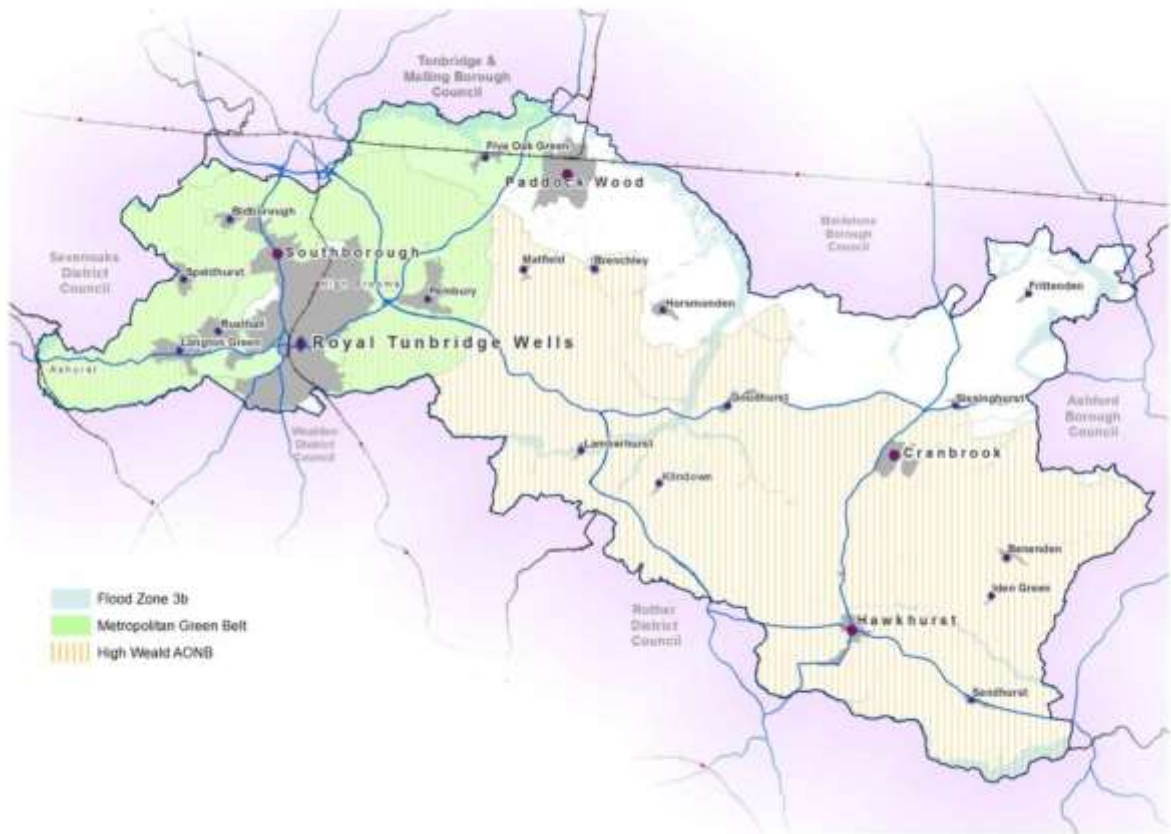 Tonbridge &
Malling Borough
Council
Five Oak Green
Paddock Wood
Maidstone
Borough
Council
Bidborough
Southborough
Sevenoaks
District
Council
Speldhurst
High Brooms
Pembury
Matfield
Brenchley
Horsmonden
Frittenden
Rusthall
Langton Green
Royal Tunbridge Wells
Ashurst
Goudhurst
Sissinghurst
Ashford
Borough
Council
Wealden
District
Council
Lamberhurst
Cranbrook
Kilndown
Benenden
Iden Green
Flood Zone 3b
Metropolitan Green Belt
High Weald AONB
Rother
District
Council
Hawkhurst
Sandhurst